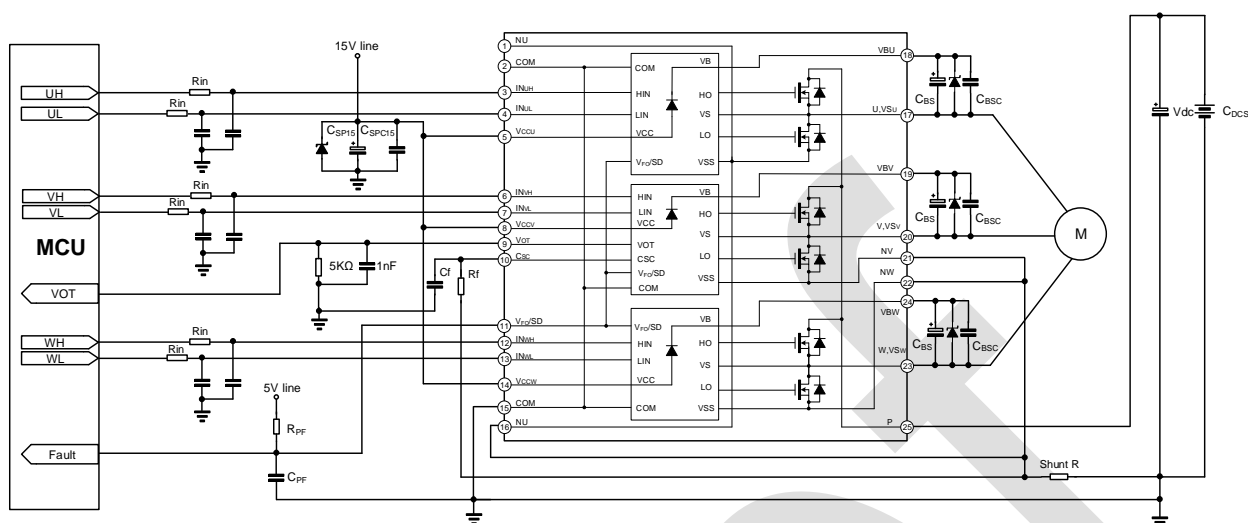 MCU
UH
UL
VH
VL
VOT
WH
WL
Fault
Rin
Rin
Rin
Rin
Rin
Rin
15V line
CSP15
CSPC15
5KΩ
1nF
Cf
Rf
5V line
RPF
CPF
1 NU
2 COM
3 INUH
4 INUL
5 VCCU
6 INVH
7 INVL
8 VCCV
9 VOT
10 CSC
11 VFO/SD
12 INWH
13 INWL
14 VCCW
15 COM
16 NU
COM
HIN
LIN
VCC
VFO/SD
VB
HO
VS
LO
VSS
HIN
LIN
VCC
VOT
CSC
VFO/SD
COM
VB
HO
VS
LO
VSS
VFO/SD
HIN
LIN
VCC
COM
VB
HO
VS
LO
VSS
VBU 18
U,VSU 17
VBV 19
V,VSV 20
NV 21
NW 22
24
VBW
W,VSW 23
P 25
CBS
CBSC
CBS
CBSC
CBS
CBSC
M
Vdc
CDCS
Shunt R